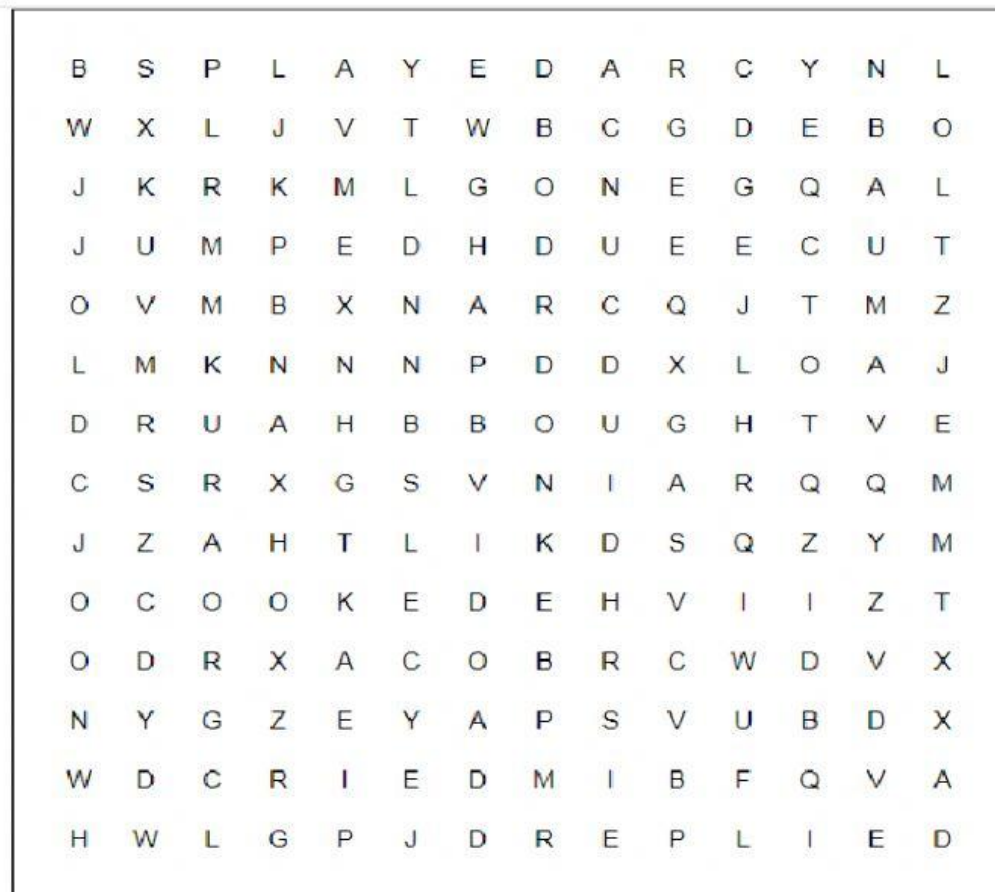 B S P L A Y E D A R C Y N L
W X L J V T W B C G D E B O
J K R K M L G O N E G Q A L
J U M P E D H D U E E C U T
O V M B X N A R C Q J T M Z
L M K N N N P D D X L O A J
D R U A H B B O U G H T V E
C S R X G S V N I A R Q Q M
J Z A H T L I K D S Q Z Y M
O C O O K E D E H V I I Z T
O D R X A C O B R C W D V X
N Y G Z E Y A P S V U B D X
W D C R I E D M I B F Q V A
H W L G P J D R E P L I E D